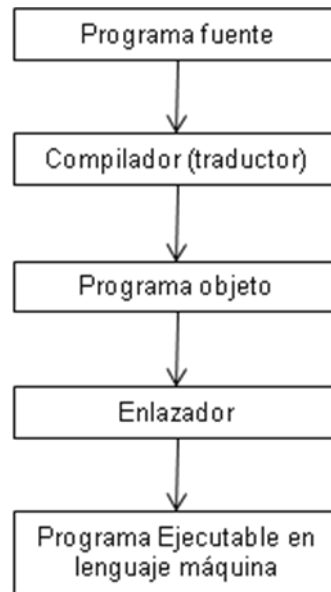 Programa fuente
Compilador (traductor)
Programa objeto
Enlazador
Programa Ejecutable en
lenguaje máquina